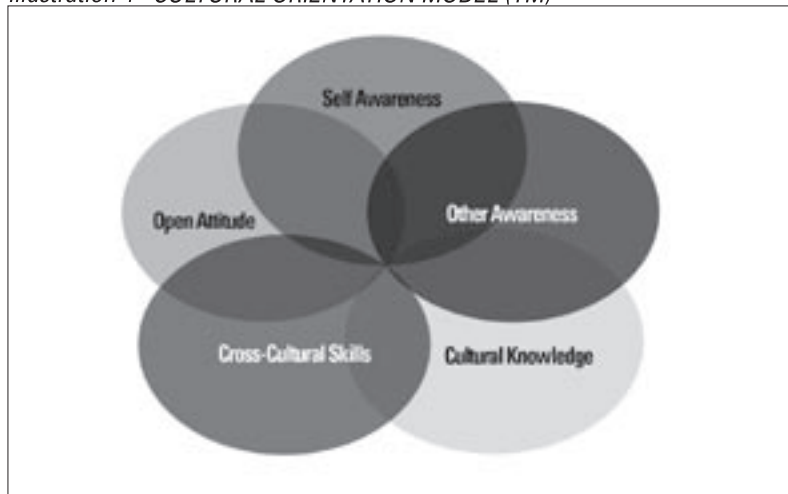 Illustration 1 CULTURAL ORIENTATION MODEL (TM)
Self Awareness
Open Attitude
Other Awareness
Cross-Cultural Skills
Cultural Knowledge